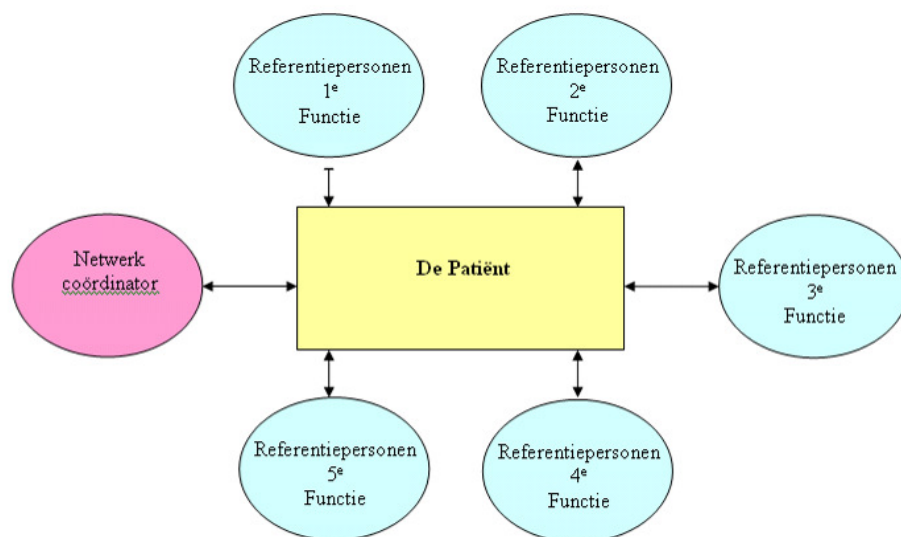 Referentiepersonen
1e
Functie
Referentiepersonen
2e
Functie
Netwerk
coördinator
De Patiënt
Referentiepersonen
3e
Functie
Referentiepersonen
5e
Functie
Referentiepersonen
4e
Functie